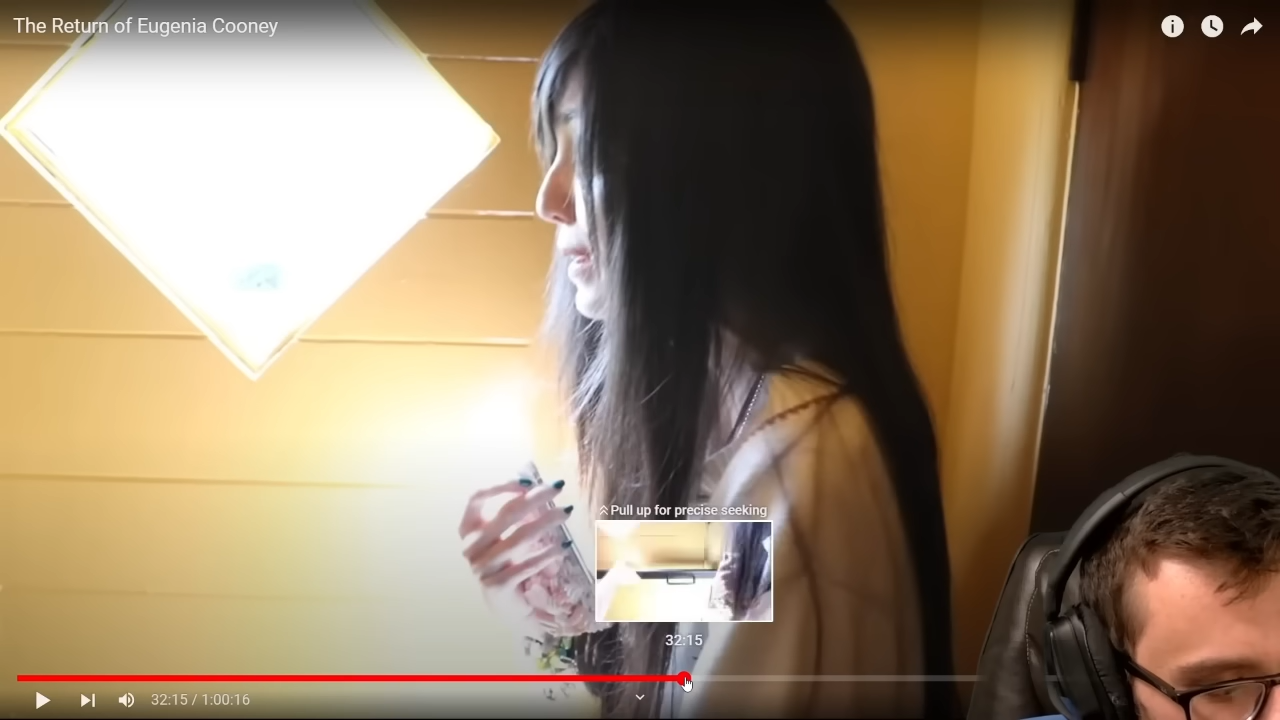 The Return of Eugenia Cooney
Pull up for precise seeking
32:15
32:15 / 1:00:16